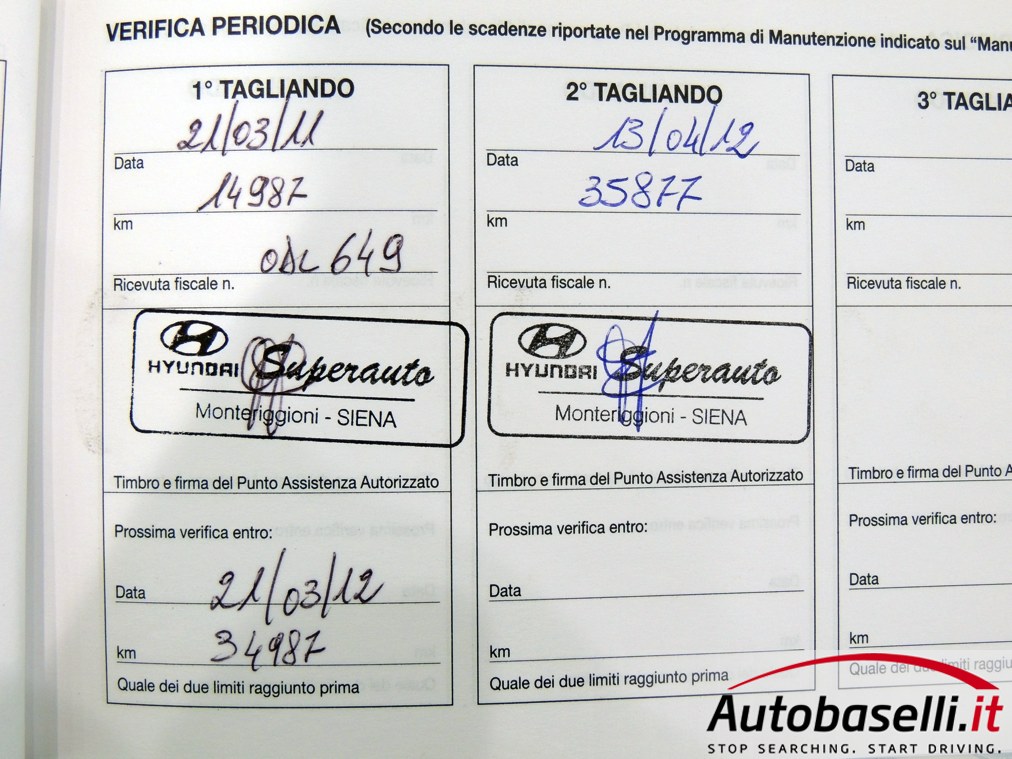 VERIFICA PERIODICA (Secondo le scadenze riportate nel Programma di Manutenzione indicato sul "Manu
1° TAGLIANDO
21/03/11
Data
14987
km
ODL 649
Ricevuta fiscale n.
HYUNDAI Superauto
Monteriggioni - SIENA
Timbro e firma del Punto Assistenza Autorizzato
Prossima verifica entro:
Data 21/03/12
km 34987
Quale dei due limiti raggiunto prima
2° TAGLIANDO
13/04/12
Data
35877
km
Ricevuta fiscale n.
HYUNDAI Superauto
Monteriggioni - SIENA
Timbro e firma del Punto Assistenza Autorizzato
Prossima verifica entro:
Data
km
Quale dei due limiti raggiunto prima
3° TAGLIA
Data
km
Ricevuta fiscale n.
Timbro e firma del Punto A
Prossima verifica entro:
Data
km
Quale dei due limiti raggiu
Autobaselli.it
STOP SEARCHING. START DRIVING.